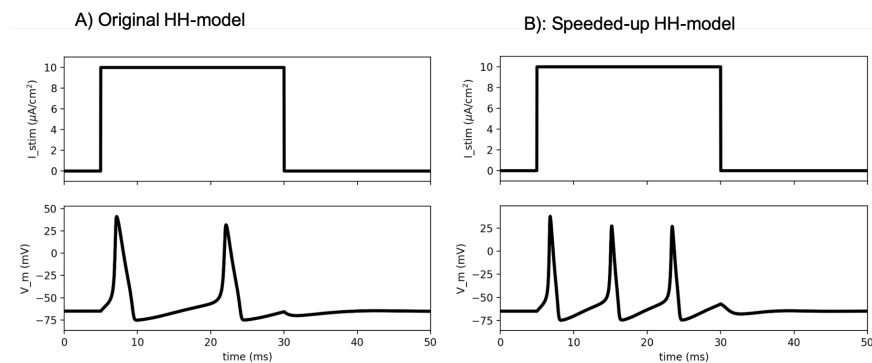 A) Original HH-model
B): Speeded-up HH-model
10
8
6
4
2
0
I_stim (µA/cm²)
10
8
6
4
2
0
I_stim (µA/cm²)
50
25
0
−25
−50
−75
V_m (mV)
0 10 20 30 40 50
time (ms)
25
0
−25
−50
−75
V_m (mV)
0 10 20 30 40 50
time (ms)